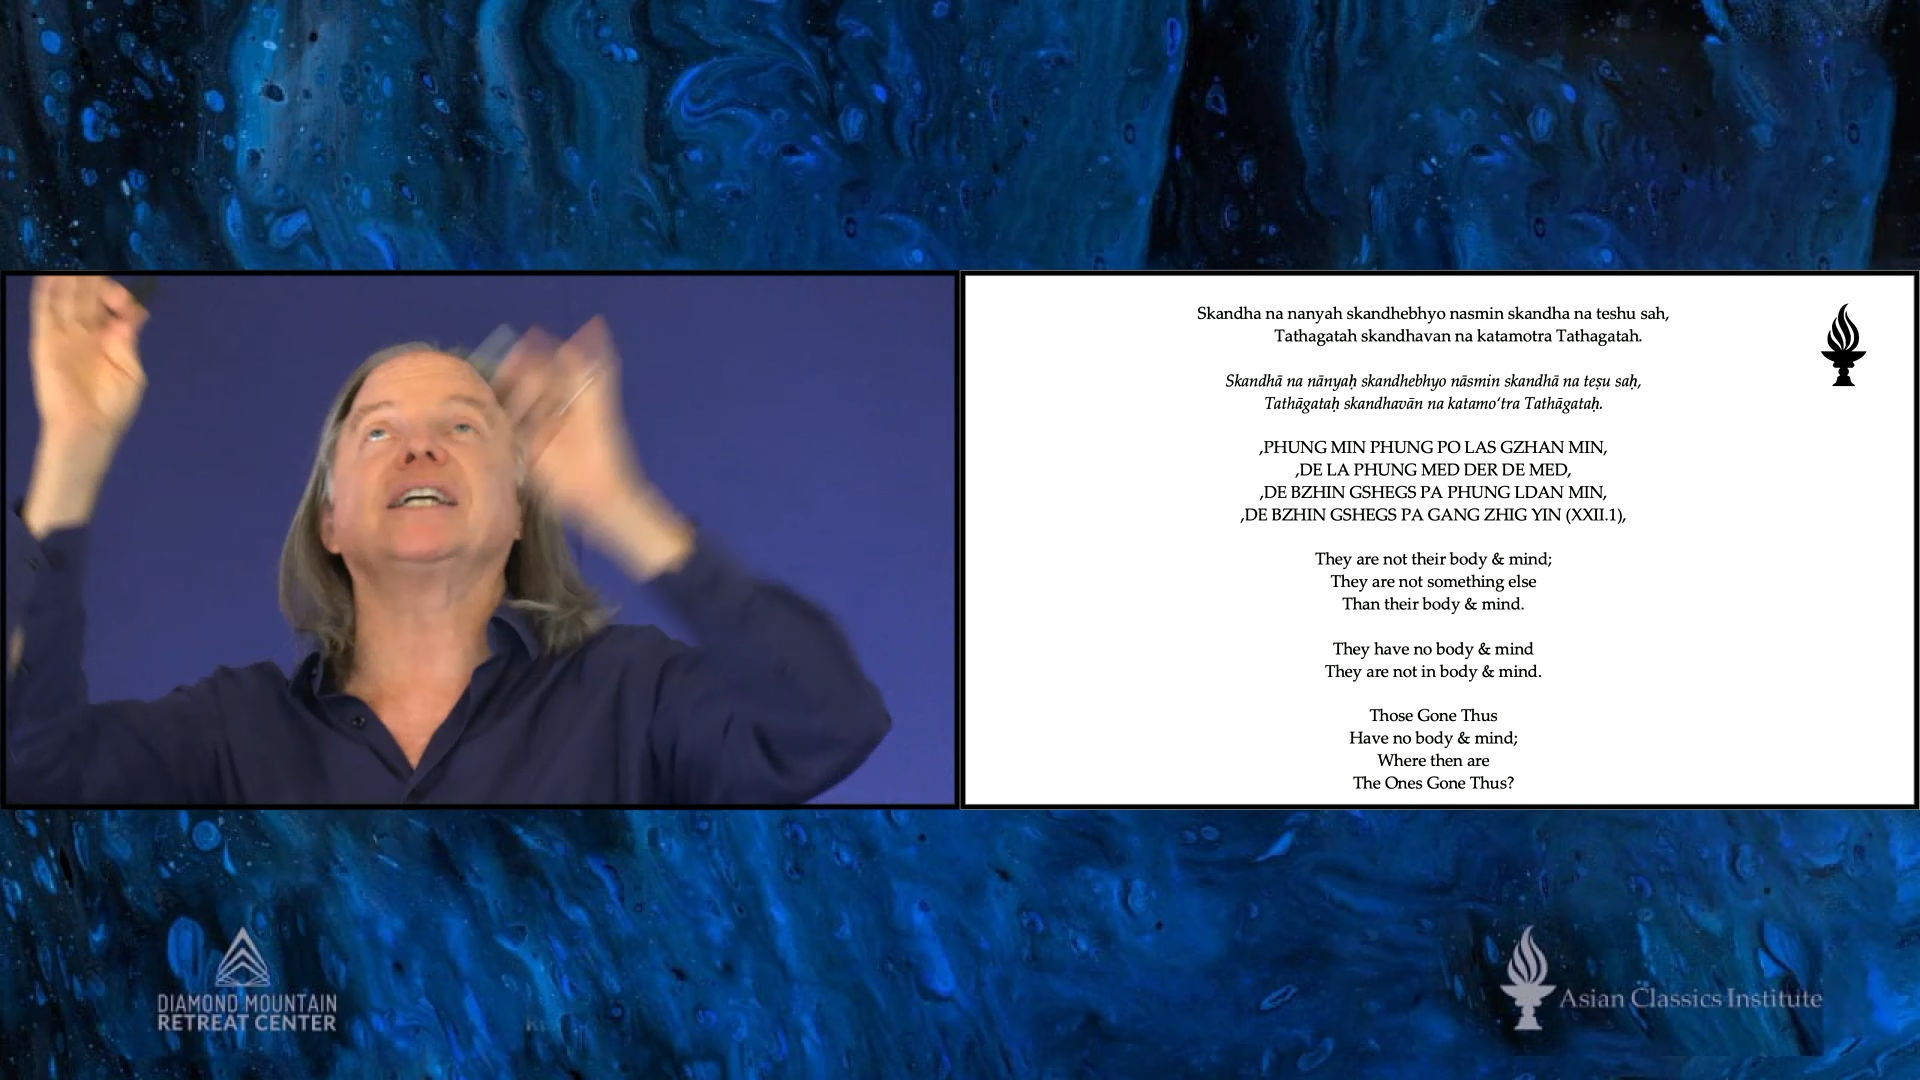 Skandha na nanyah skandhebhyo nasmin skandha na teshu sah,
Tathagatah skandhavan na katamotra Tathagatah.
Skandhā na nānyaḥ skandhebhyo nāsmin skandhā na teṣu saḥ,
Tathāgataḥ skandhavān na katamo‘tra Tathāgataḥ.
,PHUNG MIN PHUNG PO LAS GZHAN MIN,
,DE LA PHUNG MED DER DE MED,
,DE BZHIN GSHEGS PA PHUNG LDAN MIN,
,DE BZHIN GSHEGS PA GANG ZHIG YIN (XXII.1),
They are not their body & mind;
They are not something else
Than their body & mind.
They have no body & mind
They are not in body & mind.
Those Gone Thus
Have no body & mind;
Where then are
The Ones Gone Thus?
DIAMOND MOUNTAIN
RETREAT CENTER
Asian Classics Institute